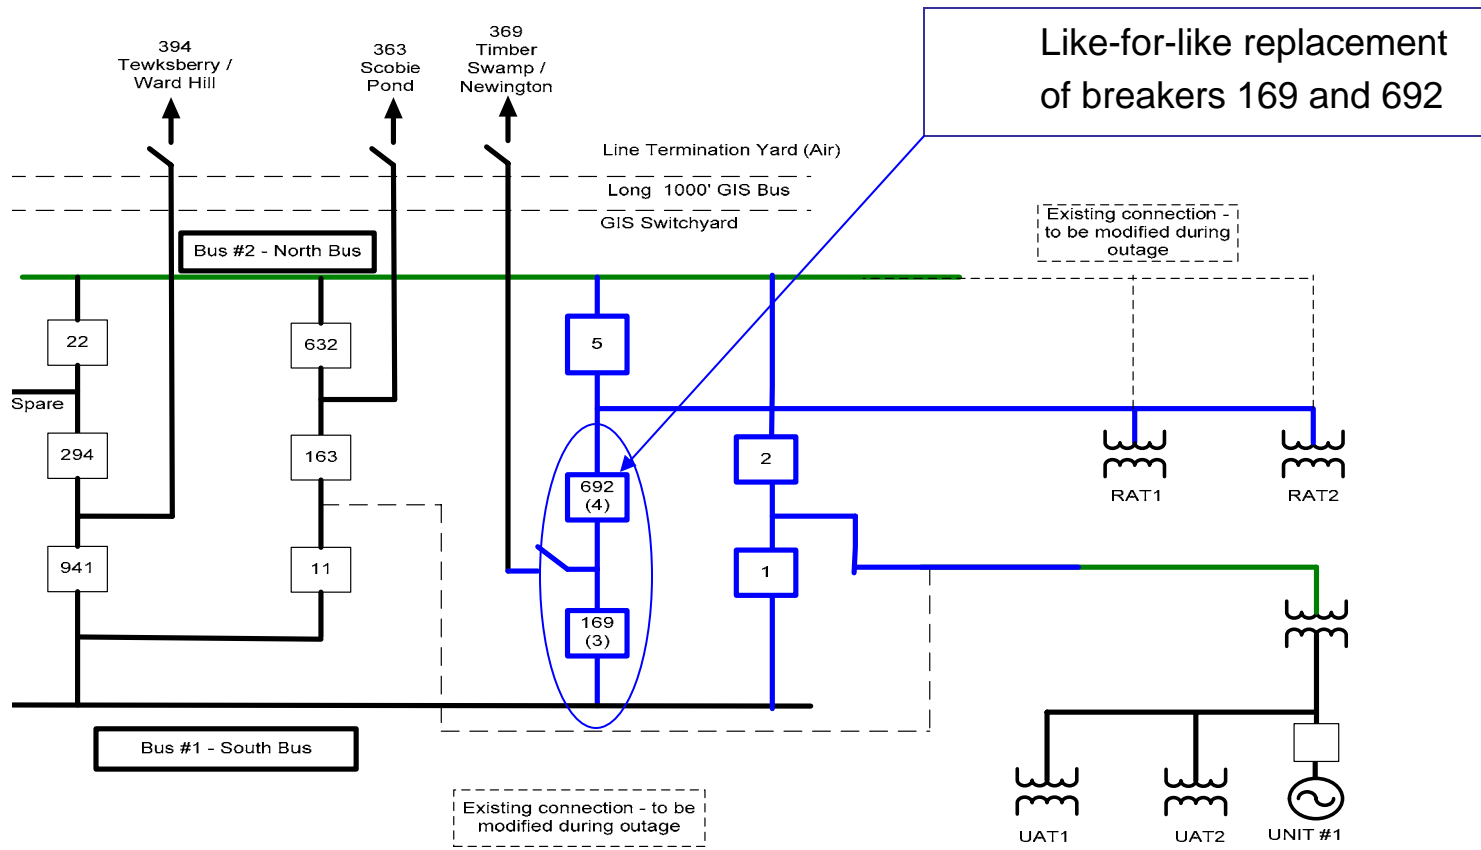 Like-for-like replacement
of breakers 169 and 692
394
Tewksberry /
Ward Hill
363
Scobie
Pond
369
Timber
Swamp /
Newington
Line Termination Yard (Air)
Long 1000' GIS Bus
GIS Switchyard
Existing connection -
to be modified during
outage
Bus #2 - North Bus
22
632
5
Spare
294
163
692
(4)
2
RAT1
RAT2
941
11
169
(3)
1
Bus #1 - South Bus
Existing connection - to be
modified during outage
UAT1
UAT2
UNIT #1